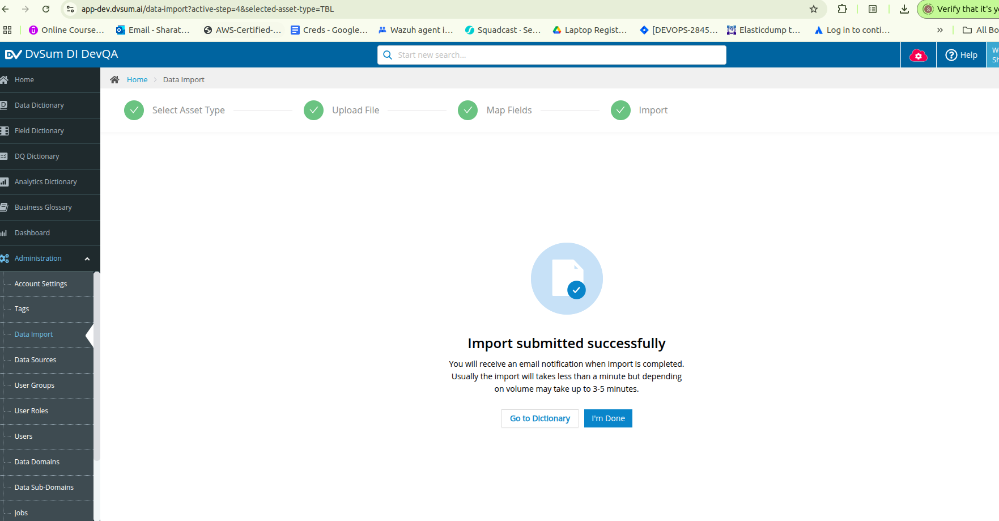 app-dev.dvsum.ai/data-import?active-step=4&selected-asset-type=TBL
Verify that it's y
Online Course...
Email - Sharat...
AWS-Certified-...
Creds - Google...
Wazuh agent i...
Squadcast · Se...
Laptop Regist...
[DEVOPS-2845...
Elasticdump t...
Log in to conti...
»
All Bo
DV DvSum DI DevQA
Start new search...
Help
W
Sh
Home
Data Dictionary
Field Dictionary
DQ Dictionary
Analytics Dictionary
Business Glossary
Dashboard
Administration
Account Settings
Tags
Data Import
Data Sources
User Groups
User Roles
Users
Data Domains
Data Sub-Domains
Jobs
Home > Data Import
Select Asset Type
Upload File
Map Fields
Import
Import submitted successfully
You will receive an email notification when import is completed.
Usually the import will takes less than a minute but depending
on volume may take up to 3-5 minutes.
Go to Dictionary
I'm Done